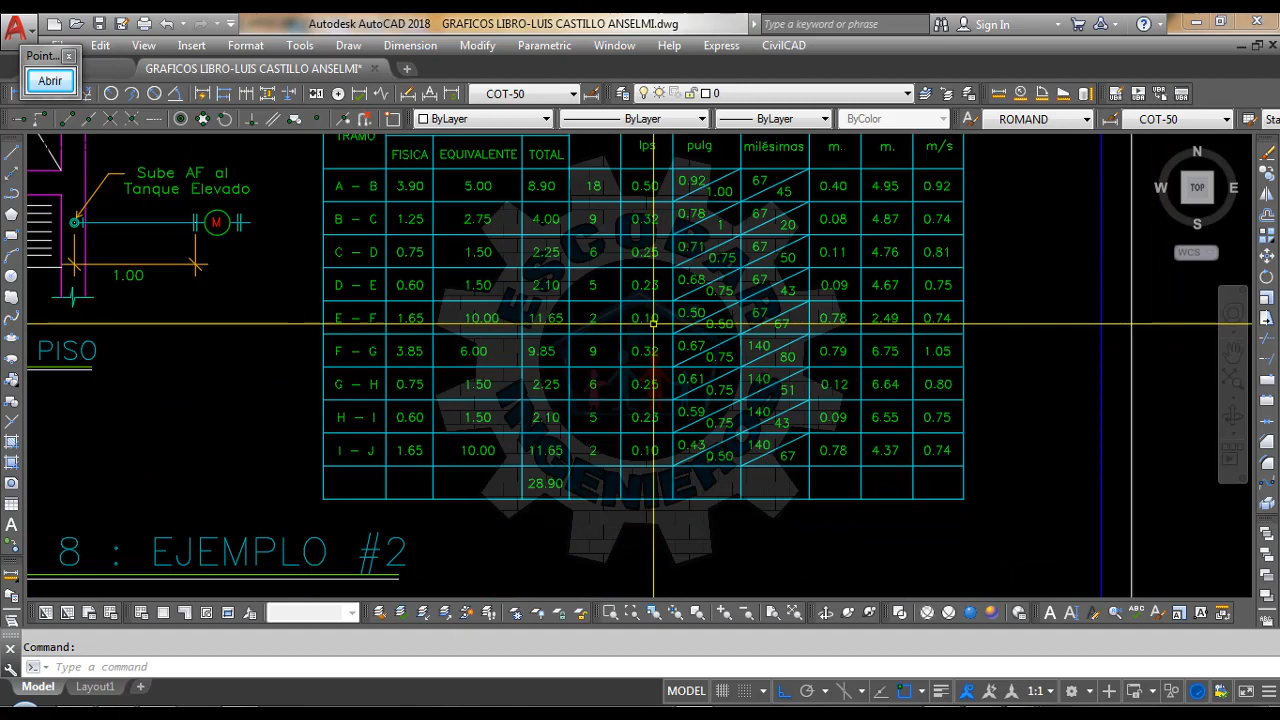 Autodesk AutoCAD 2018 GRAFICOS LIBRO-LUIS CASTILLO ANSELMI.dwg Type a keyword or phrase Sign In
Edit View Insert Format Tools Draw Dimension Modify Parametric Window Help Express CivilCAD
Point...
Abrir
GRAFICOS LIBRO-LUIS CASTILLO ANSELMI*
COT-50 0
ByLayer ByLayer ByLayer ByColor ROMAND COT-50 Sta
TRAMO FISICA EQUIVALENTE TOTAL lps pulg milésimas m. m. m/s
A - B 3.90 5.00 8.90 18 0.50 0.92 1.00 67 45 0.40 4.95 0.92
B - C 1.25 2.75 4.00 9 0.32 0.78 1 67 20 0.08 4.87 0.74
C - D 0.75 1.50 2.25 6 0.25 0.71 0.75 67 50 0.11 4.76 0.81
D - E 0.60 1.50 2.10 5 0.23 0.68 0.75 67 43 0.09 4.67 0.75
E - F 1.65 10.00 11.65 2 0.10 0.50 0.50 67 67 0.78 2.49 0.74
F - G 3.85 6.00 9.85 9 0.32 0.67 0.75 140 80 0.79 6.75 1.05
G - H 0.75 1.50 2.25 6 0.25 0.61 0.75 140 51 0.12 6.64 0.80
H - I 0.60 1.50 2.10 5 0.23 0.59 0.75 140 43 0.09 6.55 0.75
I - J 1.65 10.00 11.65 2 0.10 0.43 0.50 140 67 0.78 4.37 0.74
28.90
Sube AF al
Tanque Elevado
M
1.00
PISO
8 : EJEMPLO #2
N
W TOP E
S
WCS
Command:
Type a command
Model Layout1
MODEL 1:1